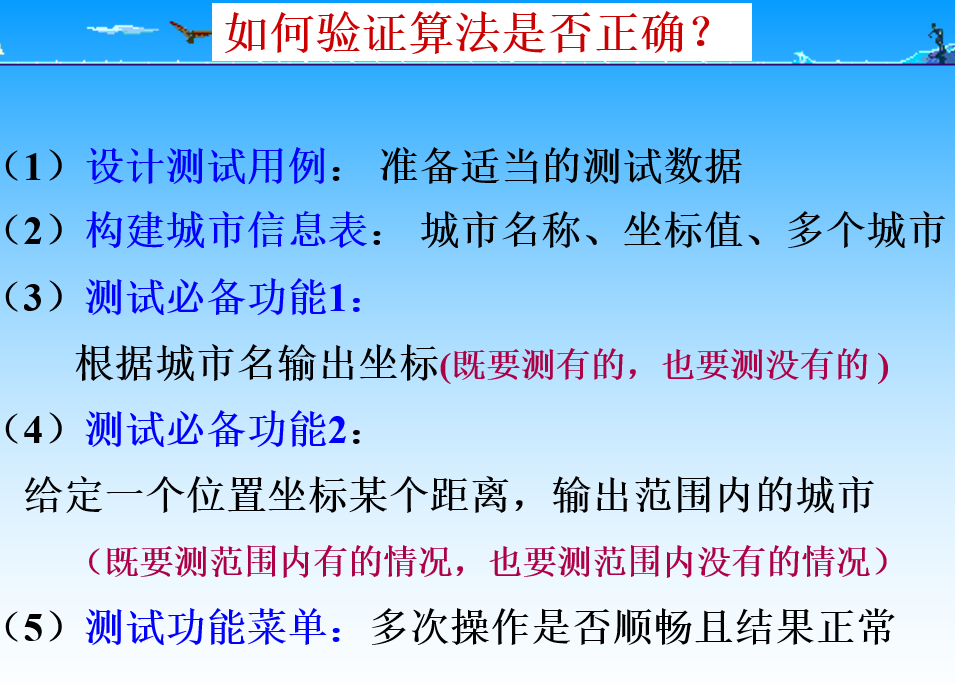 如何验证算法是否正确？
（1）设计测试用例： 准备适当的测试数据
（2）构建城市信息表： 城市名称、坐标值、多个城市
（3）测试必备功能1：
根据城市名输出坐标(既要测有的，也要测没有的 )
（4）测试必备功能2：
给定一个位置坐标某个距离，输出范围内的城市
（既要测范围内有的情况，也要测范围内没有的情况）
（5）测试功能菜单：多次操作是否顺畅且结果正常